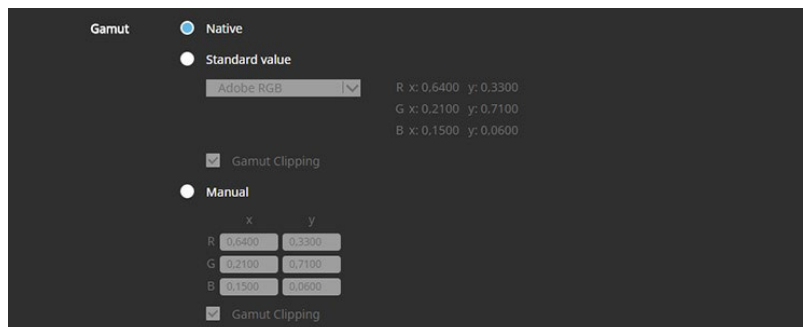 Gamut Native
Standard value
Adobe RGB R x: 0,6400 y: 0,3300
G x: 0,2100 y: 0,7100
B x: 0,1500 y: 0,0600
Gamut Clipping
Manual
x y
R 0,6400 0,3300
G 0,2100 0,7100
B 0,1500 0,0600
Gamut Clipping